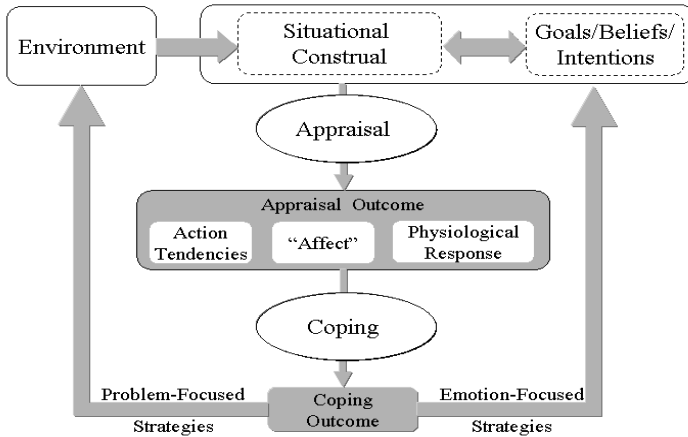 Environment
Situational
Construal
Goals/Beliefs/
Intentions
Appraisal
Appraisal Outcome
Action
Tendencies
“Affect”
Physiological
Response
Coping
Problem-Focused
Strategies
Coping
Outcome
Emotion-Focused
Strategies